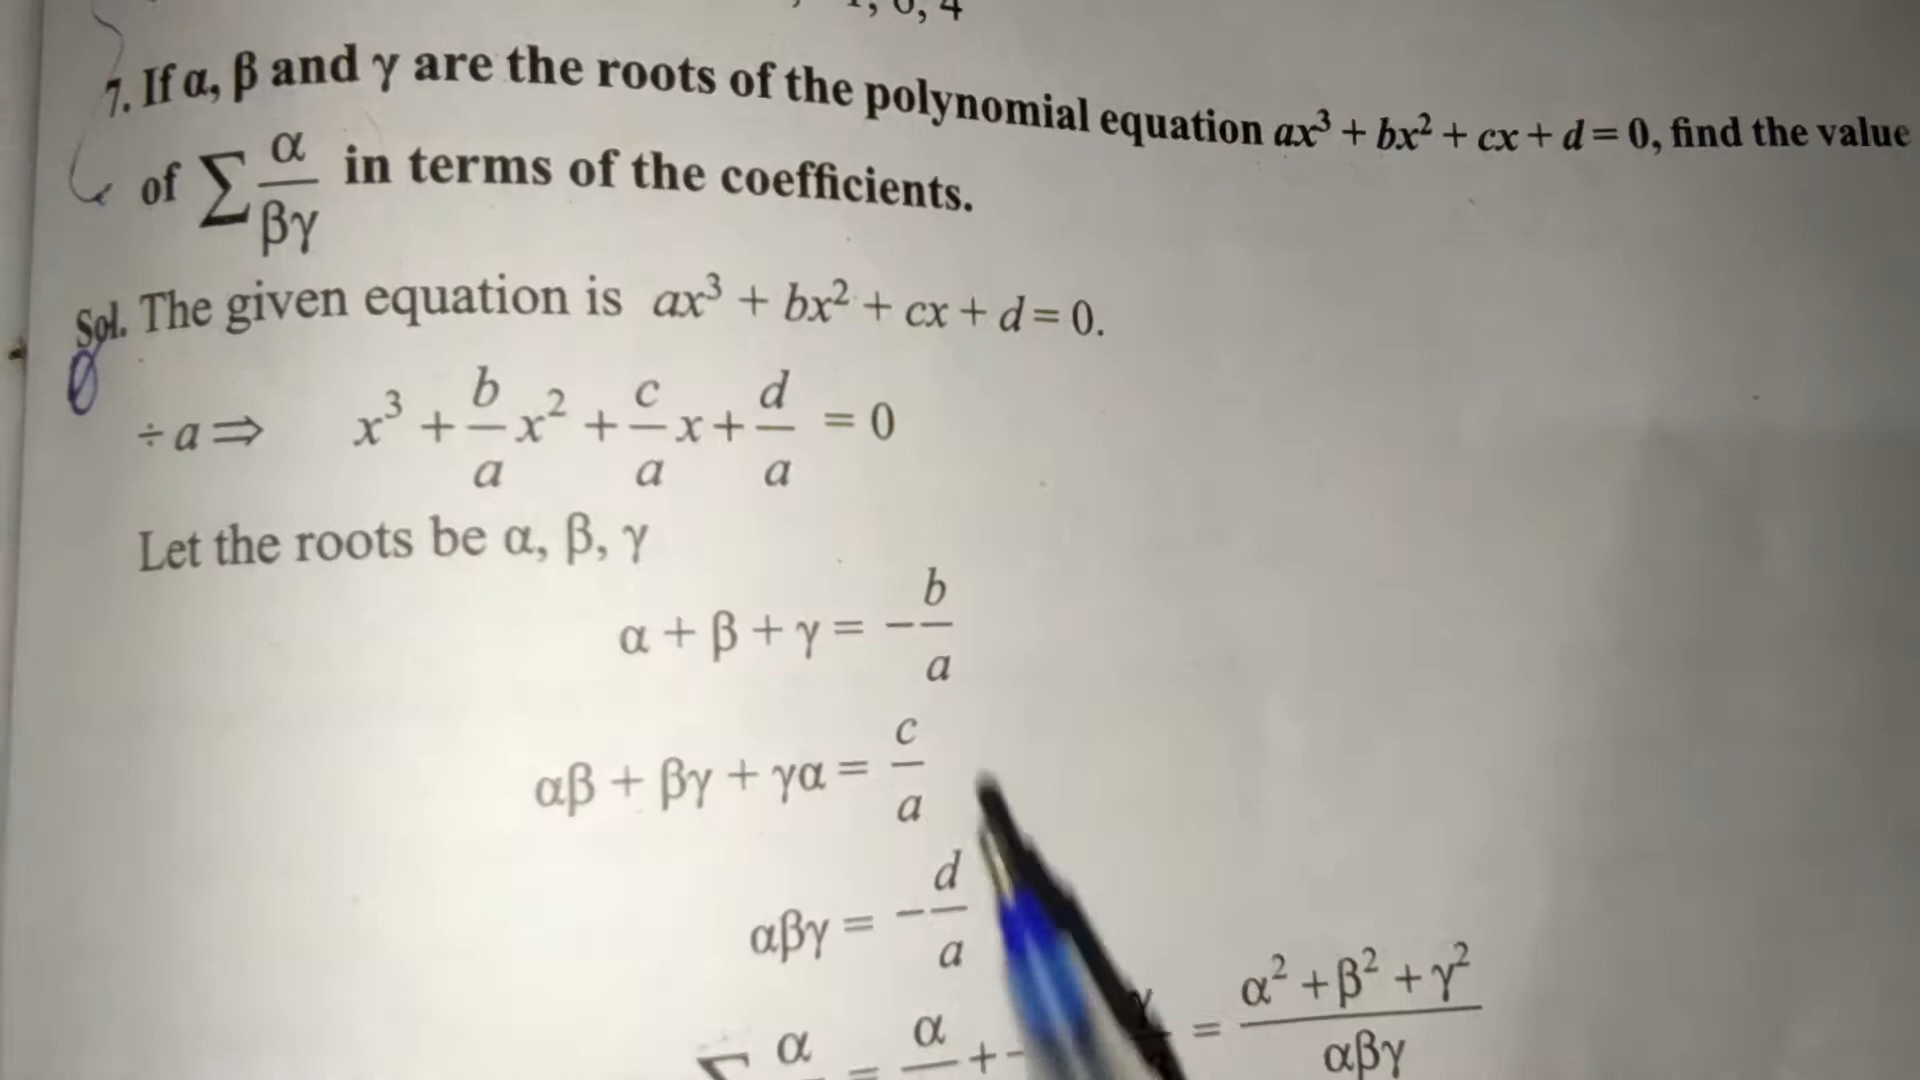 , 0, 4
7. If α, β and γ are the roots of the polynomial equation ax³ + bx² + cx + d = 0, find the value
of ∑ α/βγ in terms of the coefficients.
Sol. The given equation is ax³ + bx² + cx + d = 0.
÷ a ⇒ x³ + b/a x² + c/a x + d/a = 0
Let the roots be α, β, γ
α + β + γ = − b/a
αβ + βγ + γα = c/a
αβγ = − d/a
∑ α = α + γ = α² + β² + γ² / αβγ